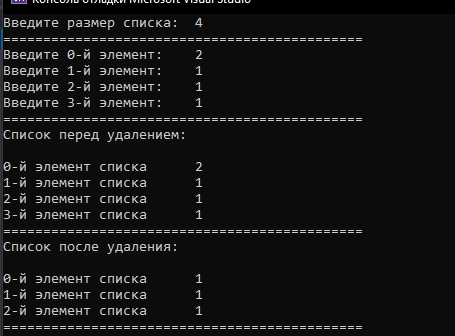 Консоль отладки Microsoft Visual Studio
Введите размер списка: 4
============================================
Введите 0-й элемент: 2
Введите 1-й элемент: 1
Введите 2-й элемент: 1
Введите 3-й элемент: 1
============================================
Список перед удалением:
0-й элемент списка 2
1-й элемент списка 1
2-й элемент списка 1
3-й элемент списка 1
============================================
Список после удаления:
0-й элемент списка 1
1-й элемент списка 1
2-й элемент списка 1
============================================